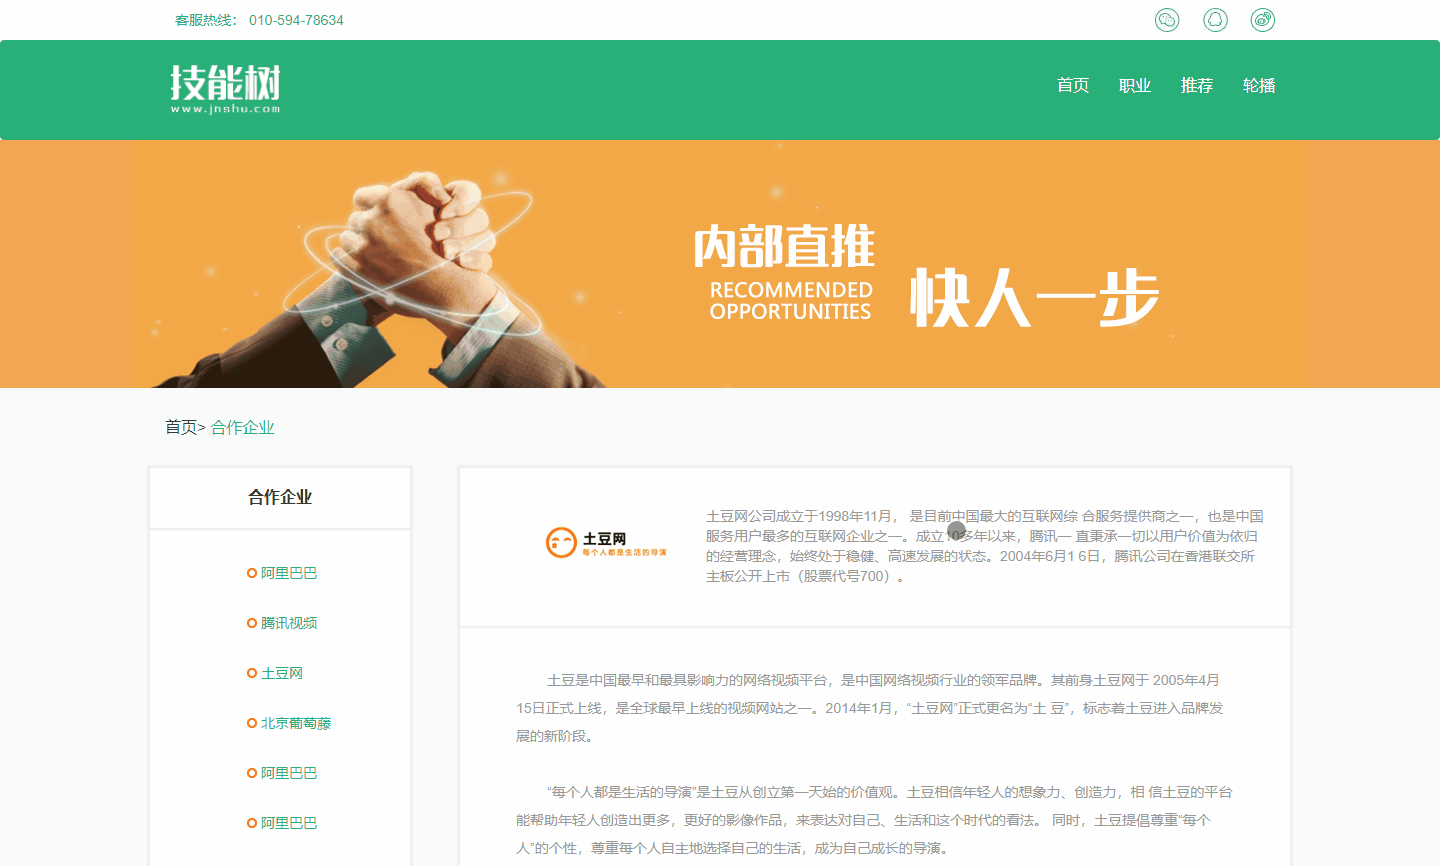 客服热线： 010-594-78634
技能树
www.jnshu.com
首页 职业 推荐 轮播
内部直推
RECOMMENDED
OPPORTUNITIES
快人一步
首页> 合作企业
合作企业
阿里巴巴
腾讯视频
土豆网
北京葡萄藤
阿里巴巴
阿里巴巴
土豆网
每个人都是生活的导演
土豆网公司成立于1998年11月， 是目前中国最大的互联网综 合服务提供商之一，也是中国
服务用户最多的互联网企业之一。成立10多年以来，腾讯一 直秉承一切以用户价值为依归
的经营理念，始终处于稳健、高速发展的状态。2004年6月1 6日，腾讯公司在香港联交所
主板公开上市（股票代号700）。
土豆是中国最早和最具影响力的网络视频平台，是中国网络视频行业的领军品牌。其前身土豆网于 2005年4月
15日正式上线，是全球最早上线的视频网站之一。2014年1月，“土豆网”正式更名为“土 豆”，标志着土豆进入品牌发
展的新阶段。
“每个人都是生活的导演”是土豆从创立第一天始的价值观。土豆相信年轻人的想象力、创造力，相 信土豆的平台
能帮助年轻人创造出更多，更好的影像作品，来表达对自己、生活和这个时代的看法。 同时，土豆提倡尊重“每个
人”的个性，尊重每个人自主地选择自己的生活，成为自己成长的导演。